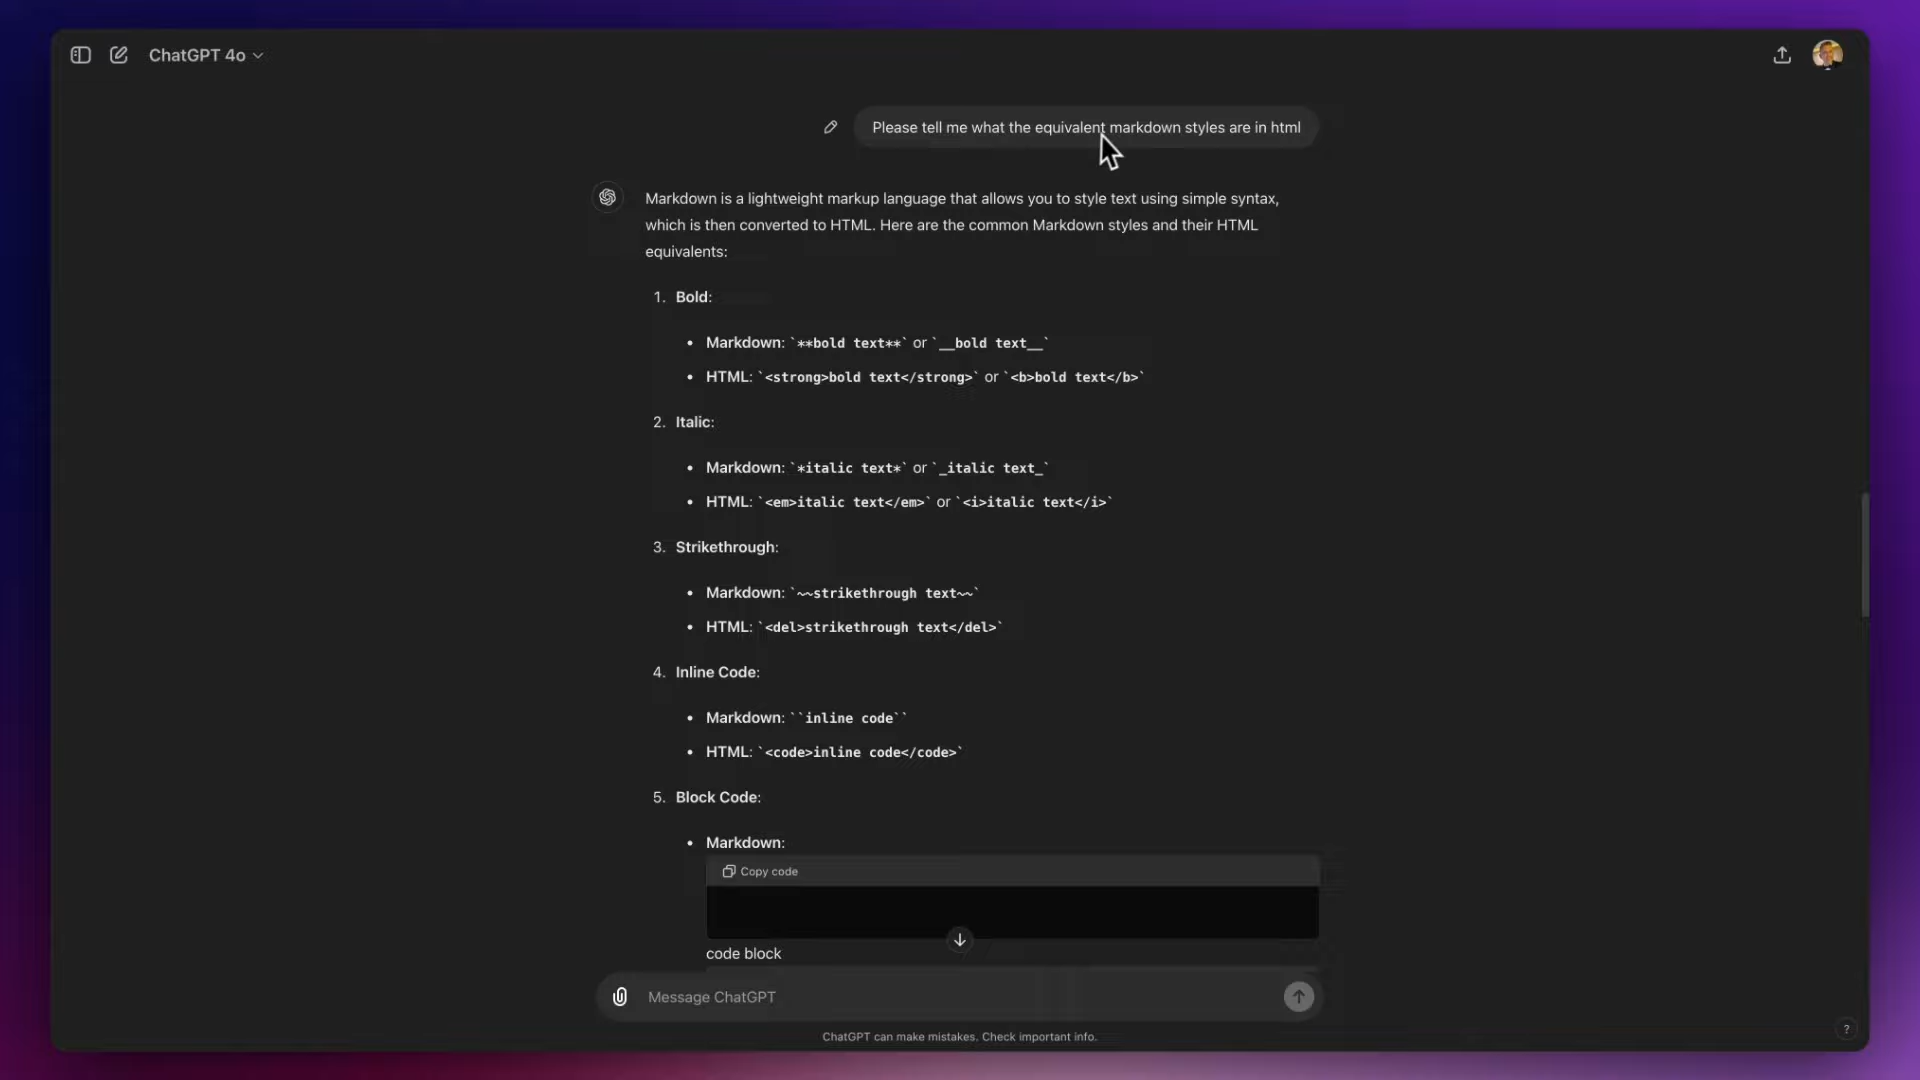 ChatGPT 4o
Please tell me what the equivalent markdown styles are in html
Markdown is a lightweight markup language that allows you to style text using simple syntax,
which is then converted to HTML. Here are the common Markdown styles and their HTML
equivalents:
1. Bold:
• Markdown: `**bold text**` or `__bold text__`
• HTML: `<strong>bold text</strong>` or `<b>bold text</b>`
2. Italic:
• Markdown: `*italic text*` or `_italic text_`
• HTML: `<em>italic text</em>` or `<i>italic text</i>`
3. Strikethrough:
• Markdown: `~~strikethrough text~~`
• HTML: `<del>strikethrough text</del>`
4. Inline Code:
• Markdown: ``inline code``
• HTML: `<code>inline code</code>`
5. Block Code:
• Markdown:
Copy code
code block
Message ChatGPT
ChatGPT can make mistakes. Check important info.
?